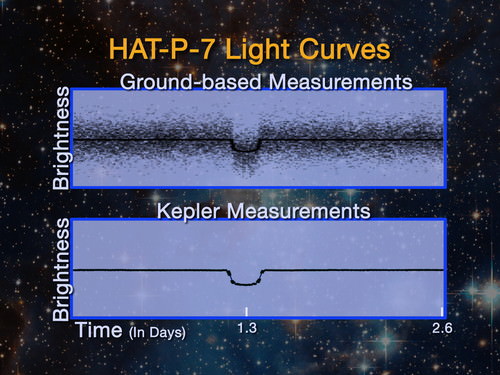 HAT-P-7 Light Curves
Ground-based Measurements
Brightness
Kepler Measurements
Brightness
Time (In Days)
1.3
2.6